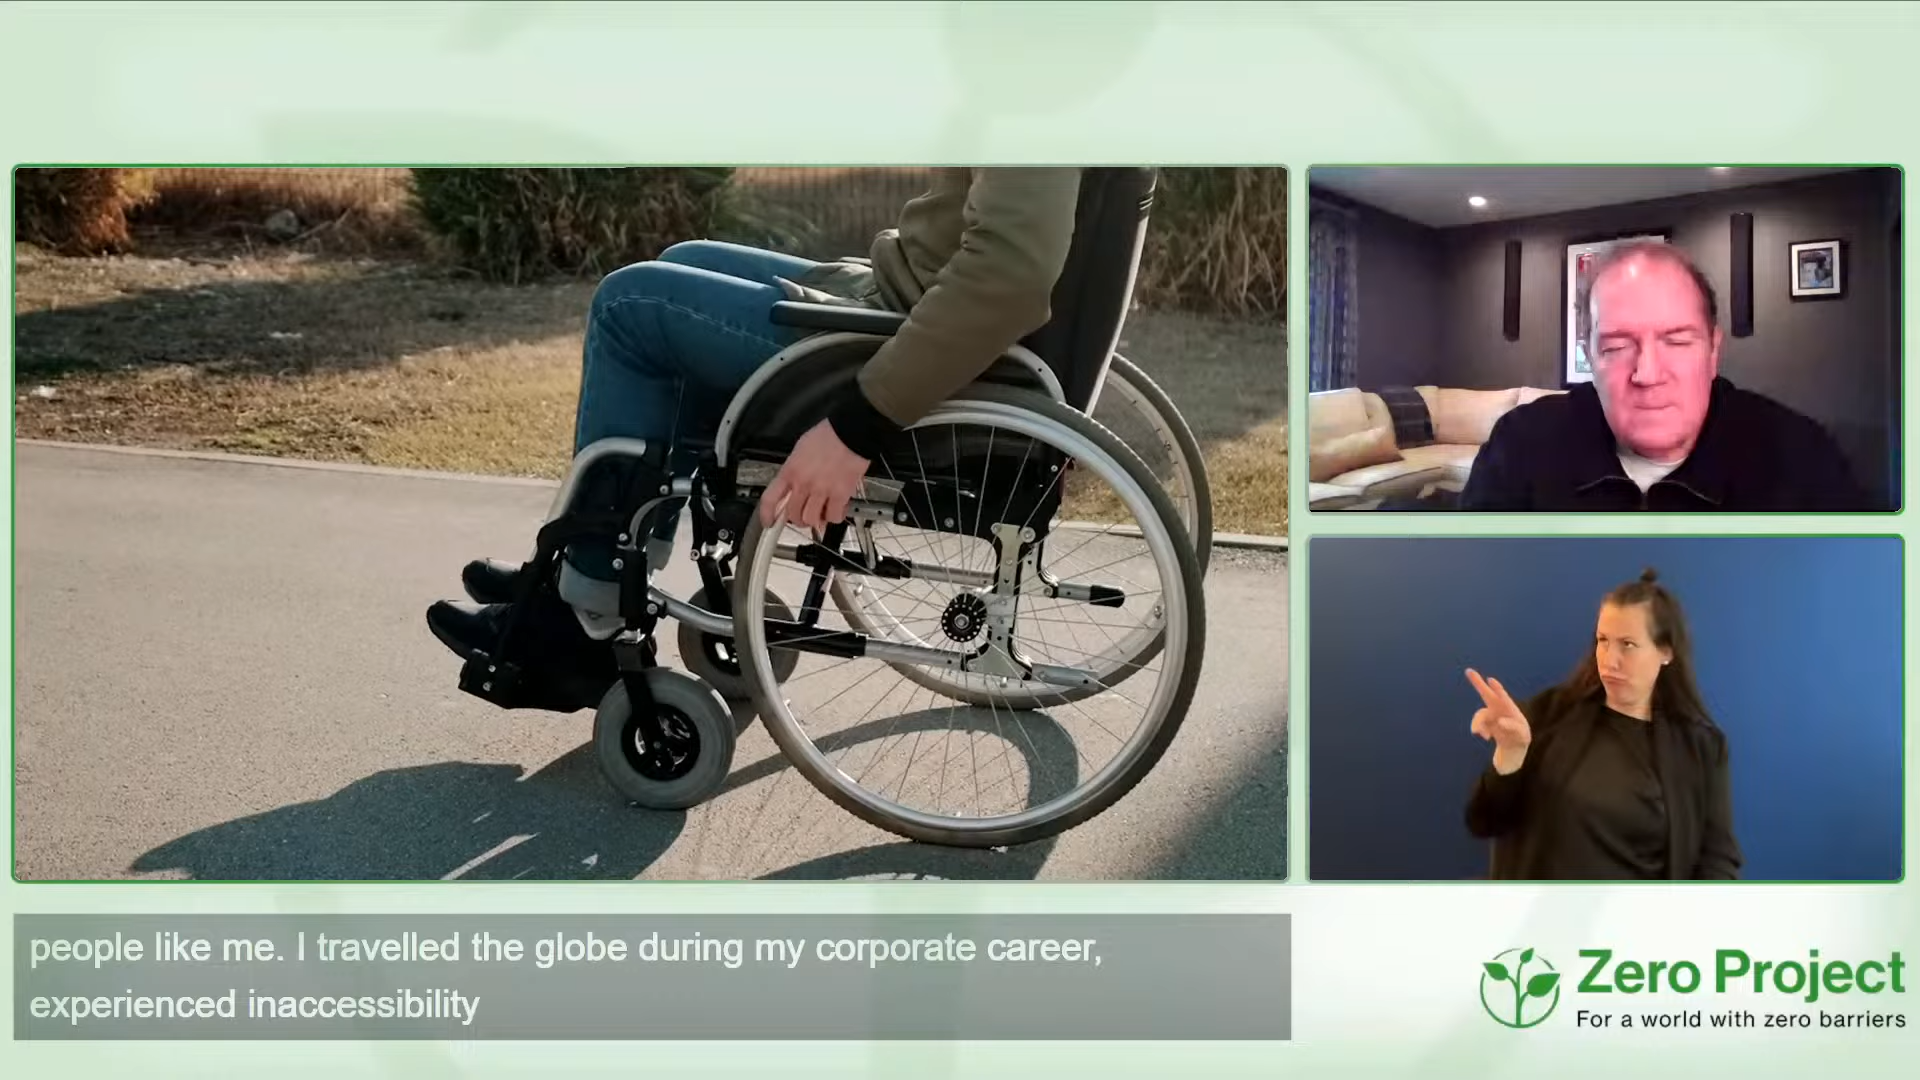 people like me. I travelled the globe during my corporate career,
experienced inaccessibility
Zero Project
For a world with zero barriers